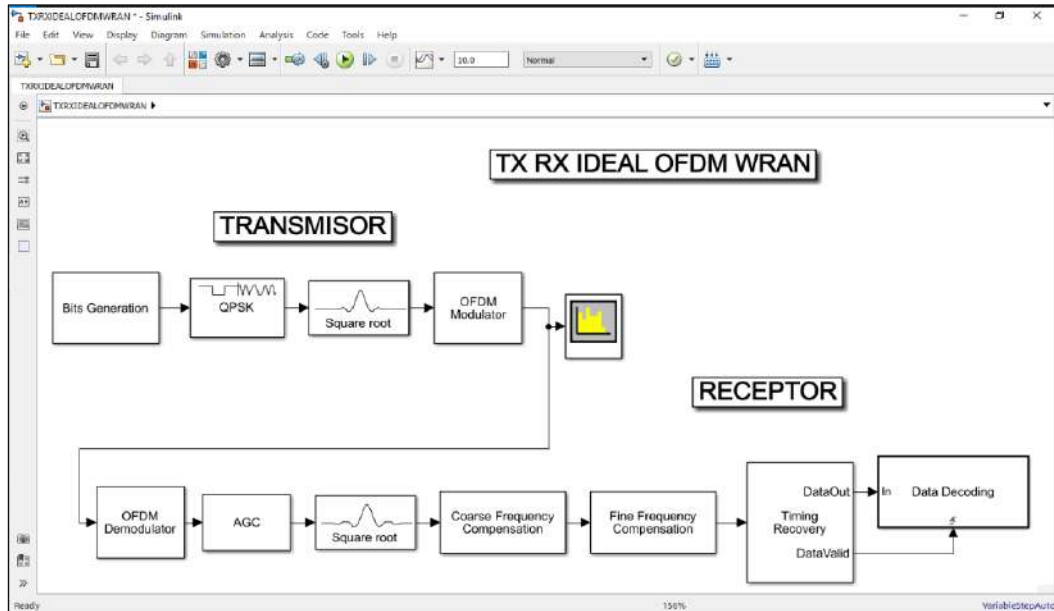 TXRXIDEALOFDMWRAN * - Simulink
File Edit View Display Diagram Simulation Analysis Code Tools Help
10.0 Normal
TXRXIDEALOFDMWRAN
TXRXIDEALOFDMWRAN
TX RX IDEAL OFDM WRAN
TRANSMISOR
Bits Generation
QPSK
Square root
OFDM
Modulator
RECEPTOR
OFDM
Demodulator
AGC
Square root
Coarse Frequency
Compensation
Fine Frequency
Compensation
DataOut
Timing
Recovery
DataValid
In
Data Decoding
Ready 156% VariableStepAuto